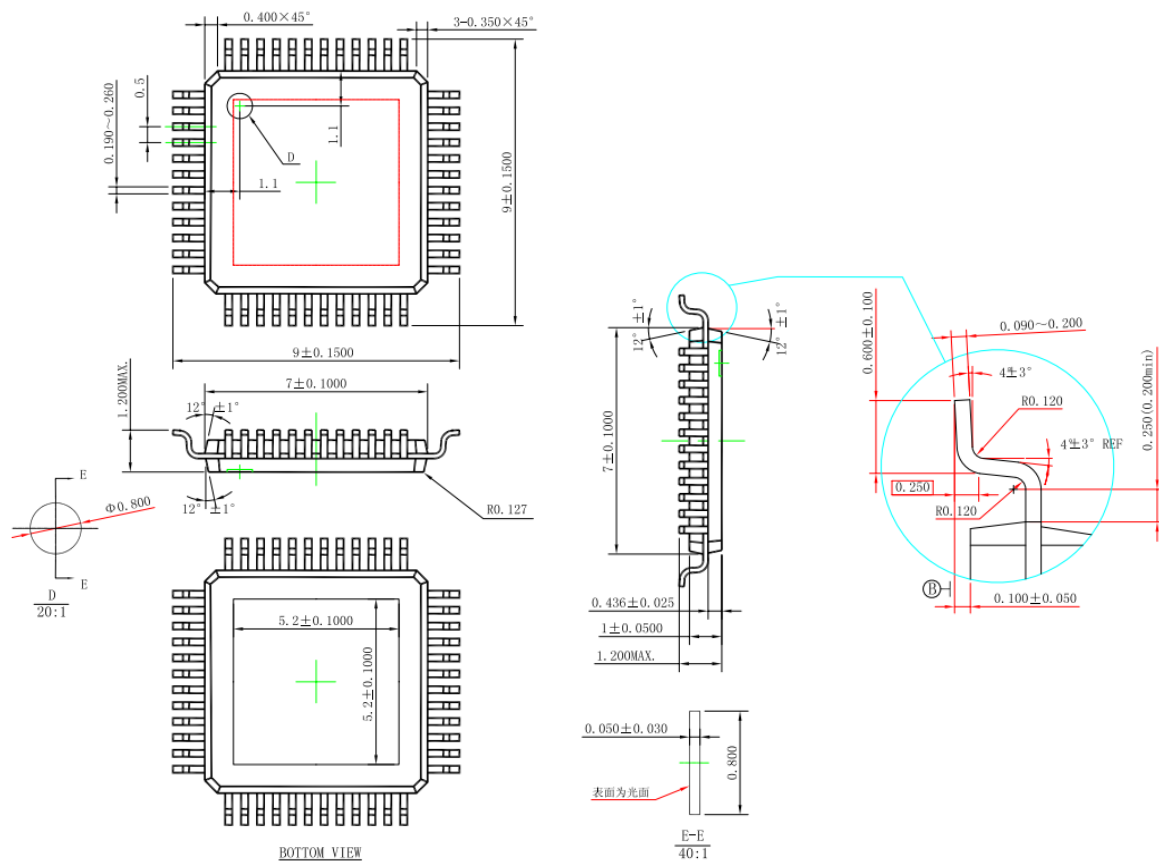 0.400×45°
3-0.350×45°
0.5
0.190~0.260
1.1
D
1.1
9±0.1500
9±0.1500
7±0.1000
1.200MAX.
12° ±1°
12° ±1°
R0.127
E
Φ0.800
E
D
20:1
5.2±0.1000
5.2±0.1000
BOTTOM VIEW
12° ±1°
12° ±1°
7±0.1000
0.436±0.025
1±0.0500
1.200MAX.
0.050±0.030
0.800
表面为光面
E-E
40:1
0.600±0.100
0.090~0.200
4°±3°
R0.120
4°±3° REF
0.250(0.200min)
0.250
R0.120
B
0.100±0.050